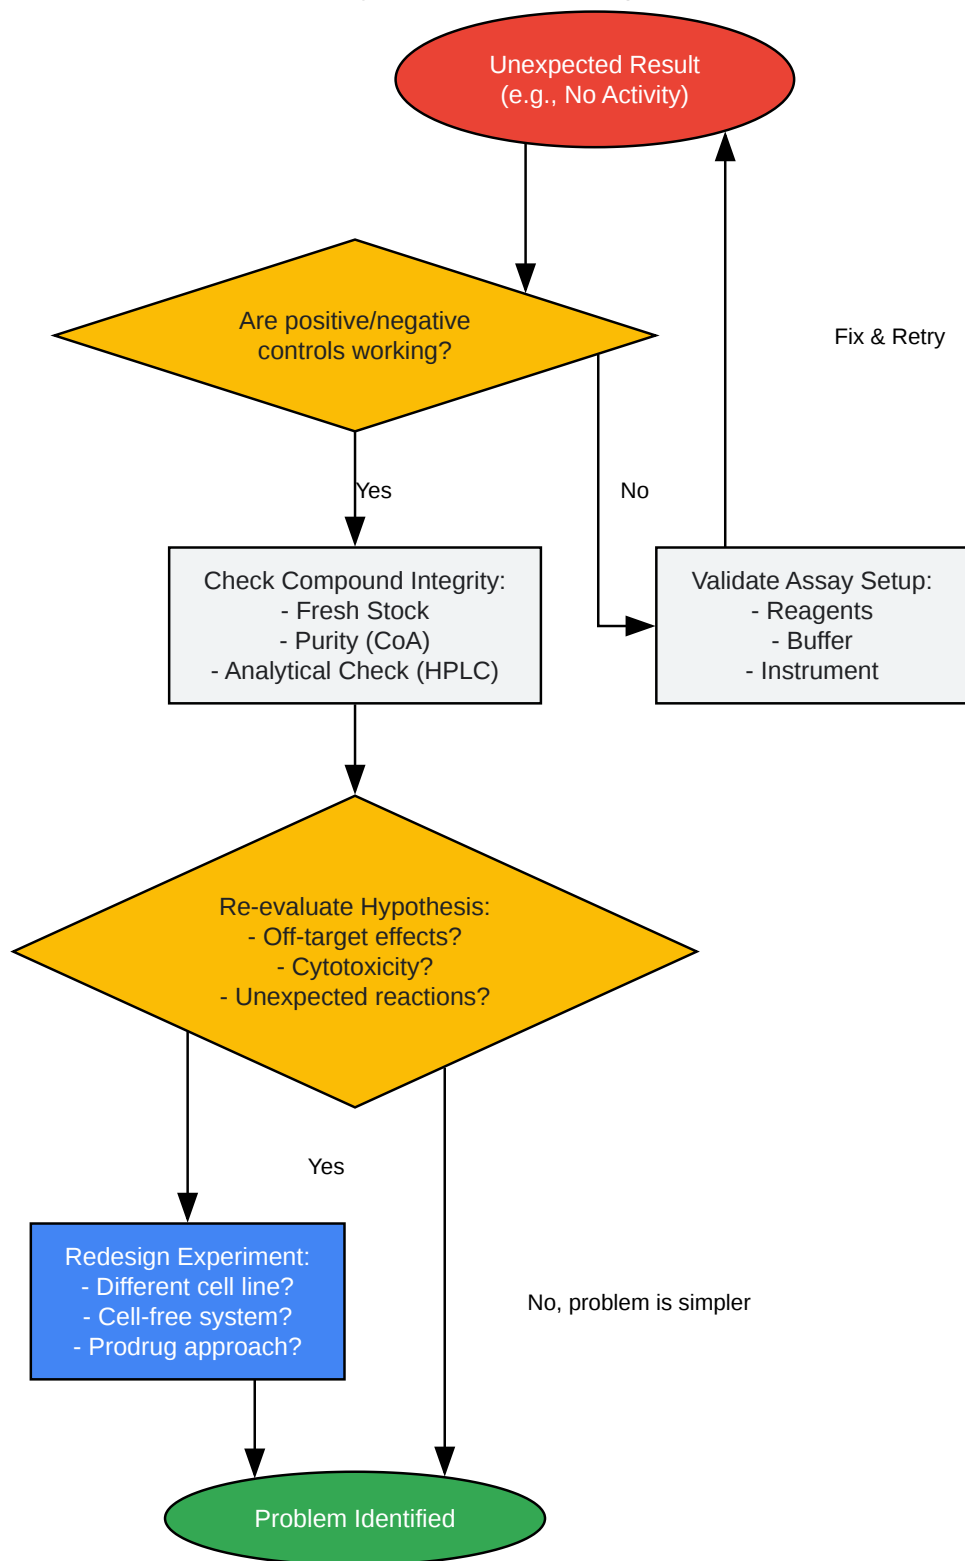 Unexpected Result
(e.g., No Activity)
Are positive/negative
controls working?
Fix & Retry
Yes
No
Check Compound Integrity:
- Fresh Stock
- Purity (CoA)
- Analytical Check (HPLC)
Validate Assay Setup:
- Reagents
- Buffer
- Instrument
Re-evaluate Hypothesis:
- Off-target effects?
- Cytotoxicity?
- Unexpected reactions?
Yes
Redesign Experiment:
- Different cell line?
- Cell-free system?
- Prodrug approach?
No, problem is simpler
Problem Identified